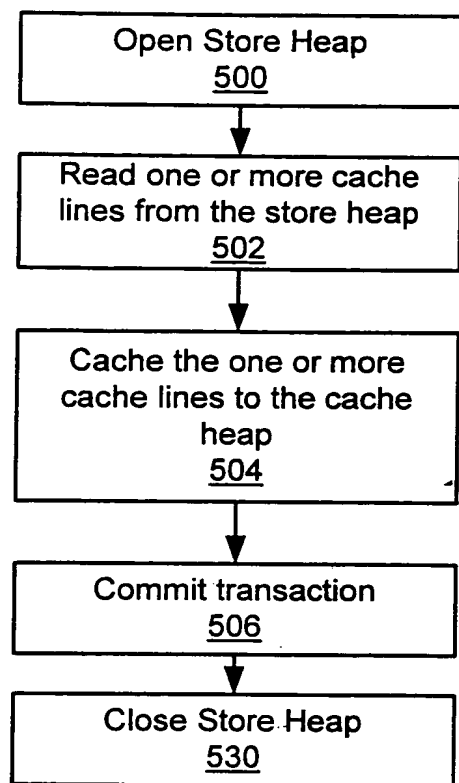 Open Store Heap
500
Read one or more cache
lines from the store heap
502
Cache the one or more
cache lines to the cache
heap
504
Commit transaction
506
Close Store Heap
530